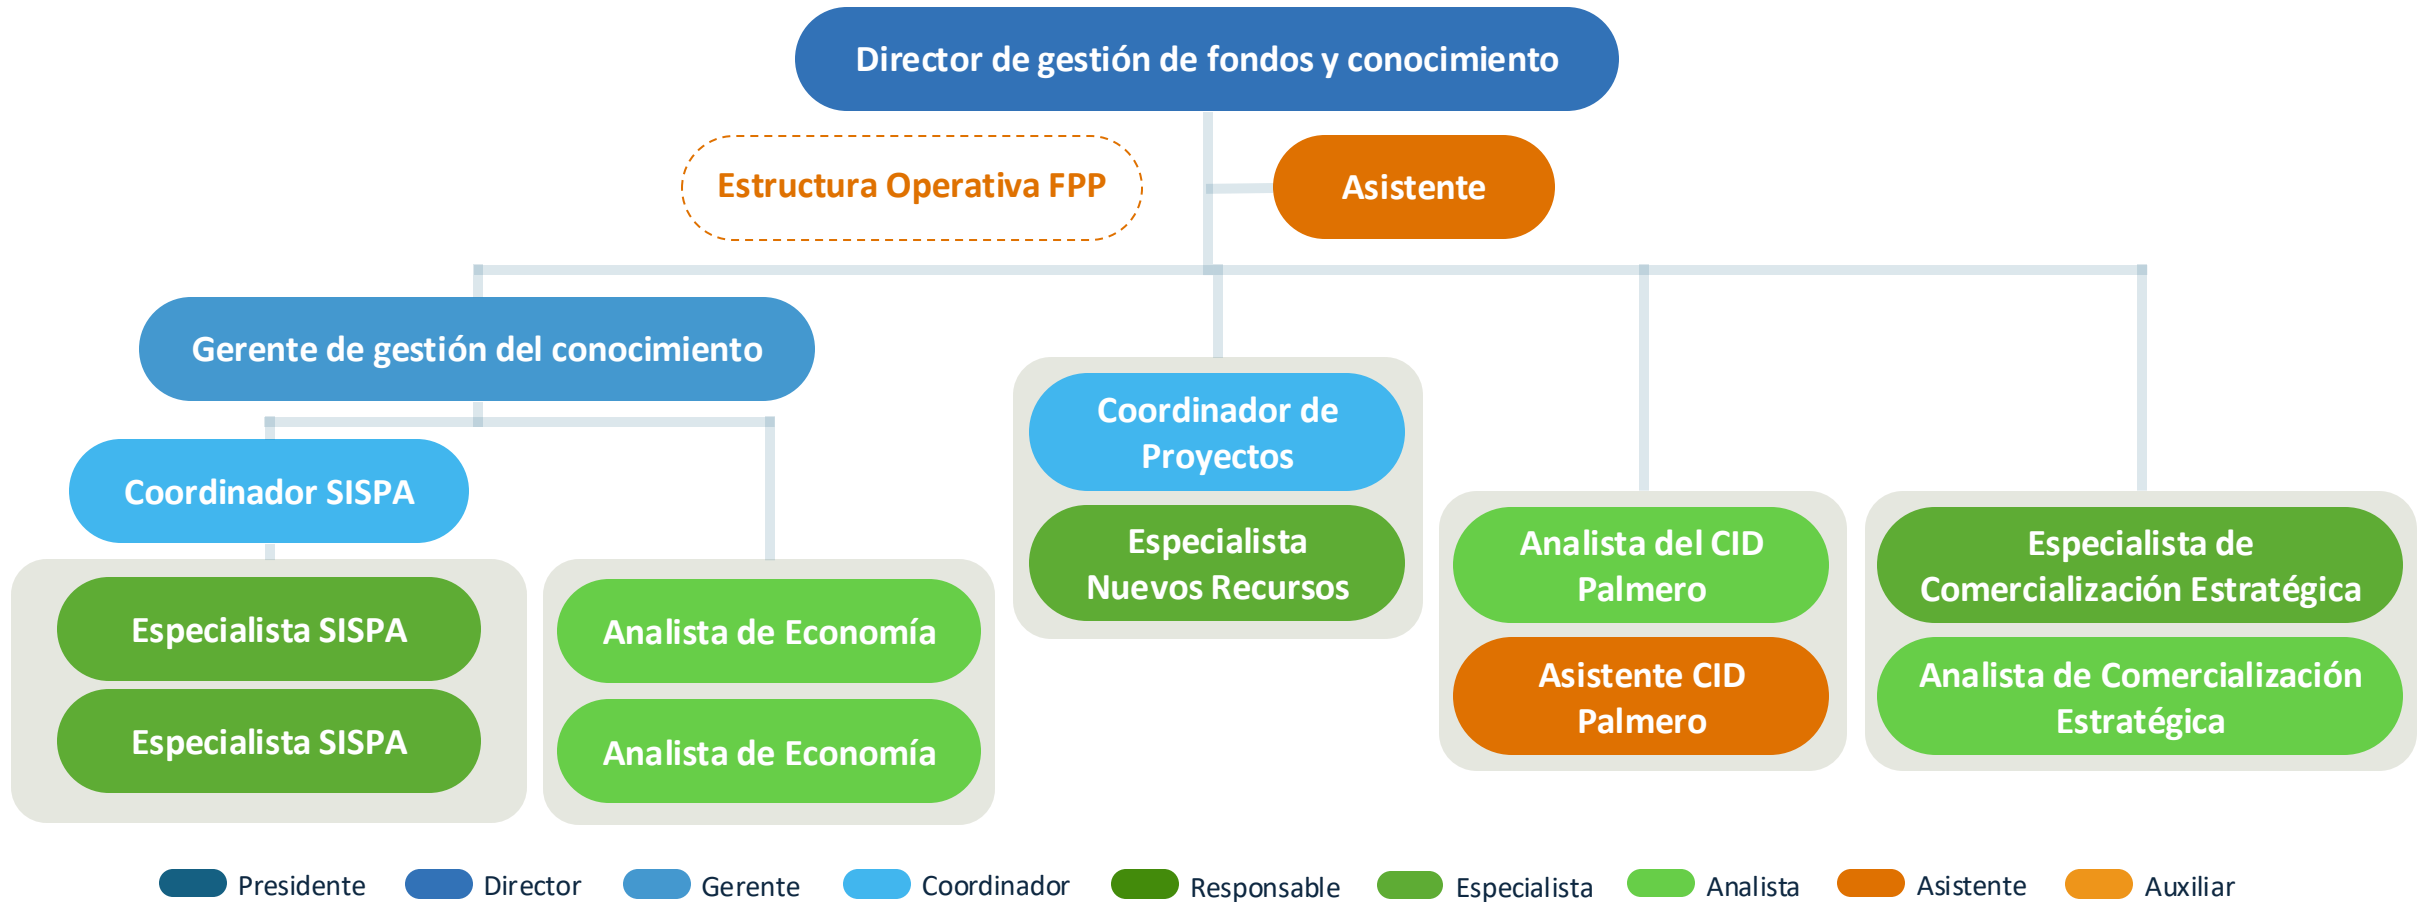 Director de gestión de fondos y conocimiento
Estructura Operativa FPP
Asistente
Gerente de gestión del conocimiento
Coordinador SISPA
Especialista SISPA
Especialista SISPA
Analista de Economía
Analista de Economía
Coordinador de
Proyectos
Especialista
Nuevos Recursos
Analista del CID
Palmero
Asistente CID
Palmero
Especialista de
Comercialización Estratégica
Analista de Comercialización
Estratégica
Presidente
Director
Gerente
Coordinador
Responsable
Especialista
Analista
Asistente
Auxiliar